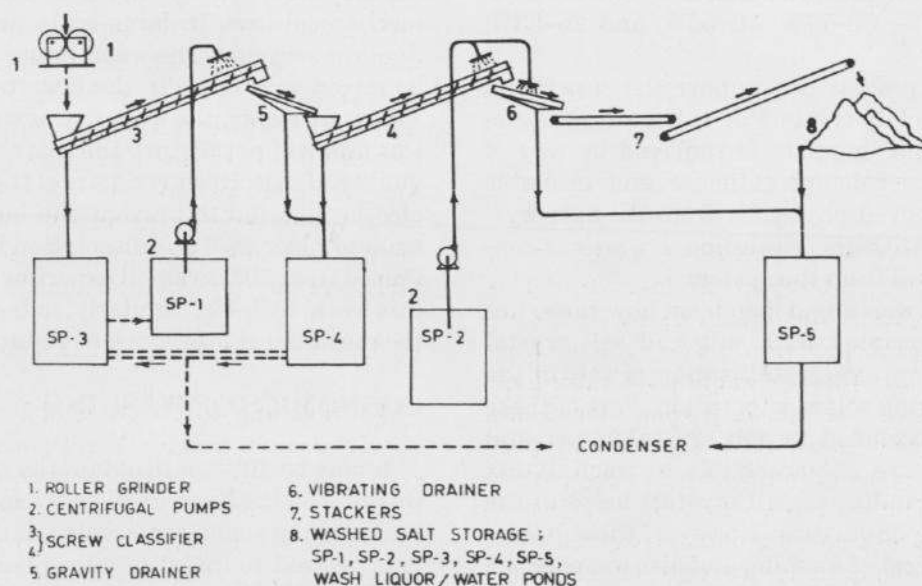 1
1
3
5
4
6
7
8
2
2
SP-1
SP-3
SP-4
SP-2
SP-5
CONDENSER
1. ROLLER GRINDER
2. CENTRIFUGAL PUMPS
3 } SCREW CLASSIFIER
4
5. GRAVITY DRAINER
6. VIBRATING DRAINER
7. STACKERS
8. WASHED SALT STORAGE ;
SP-1, SP-2, SP-3, SP-4, SP-5,
WASH LIQUOR/WATER PONDS